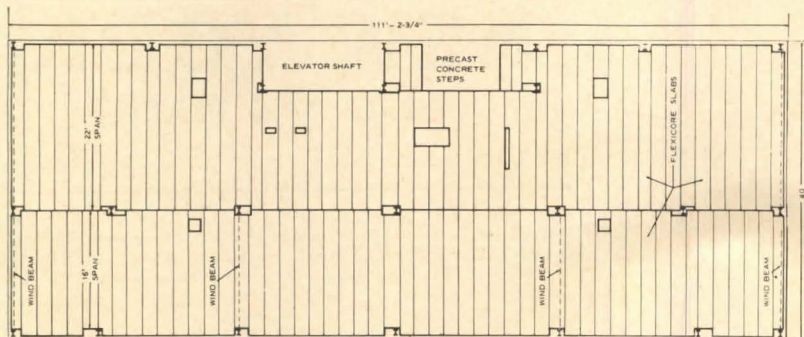 111'- 2-3/4"
ELEVATOR SHAFT
PRECAST
CONCRETE
STEPS
22'
SPAN
FLEXICORE SLABS
40
16'
SPAN
WIND BEAM
WIND BEAM
WIND BEAM
WIND BEAM